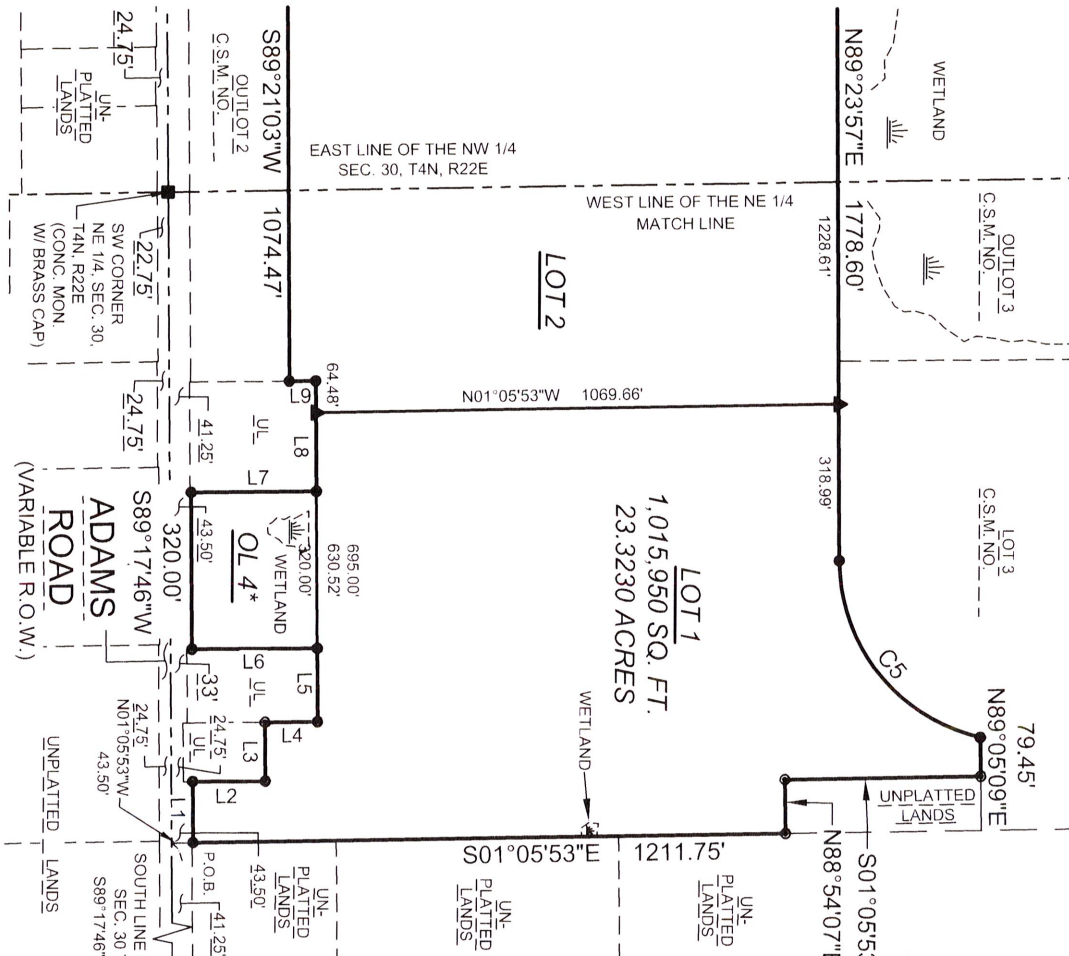 24.75'
UN-
PLATTED
LANDS
S89°21'03"W 1074.47'
OUTLOT 2
C.S.M. NO.
EAST LINE OF THE NW 1/4
SEC. 30, T4N, R22E
N89°23'57"E 1778.60'
WETLAND
WEST LINE OF THE NE 1/4
MATCH LINE
1228.61'
OUTLOT 3
C.S.M. NO.
SW CORNER
NE 1/4, SEC. 30,
T4N, R22E
(CONC. MON.
W/ BRASS CAP)
22.75'
LOT 2
64.48'
L9
N01°05'53"W 1069.66'
24.75'
41.25'
UL
L8
L7
318.99'
LOT 3
C.S.M. NO.
ADAMS
ROAD
(VARIABLE R.O.W.)
S89°17'46"W 320.00'
43.50'
OL 4*
WETLAND
320.00'
695.00'
630.52'
LOT 1
1,015,950 SQ. FT.
23.3230 ACRES
C5
L6
L5
33'
UL
L4
L3
24.75'
UL
L2
24.75'
N01°05'53"W
43.50'
L1
WETLAND
79.45'
N89°05'09"E
UNPLATTED
LANDS
S01°05'53
N88°54'07"E
S01°05'53"E 1211.75'
UNPLATTED LANDS
P.O.B.
43.50'
41.25'
SOUTH LINE
SEC. 30
S89°17'46"
UN-
PLATTED
LANDS
UN-
PLATTED
LANDS
UN-
PLATTED
LANDS